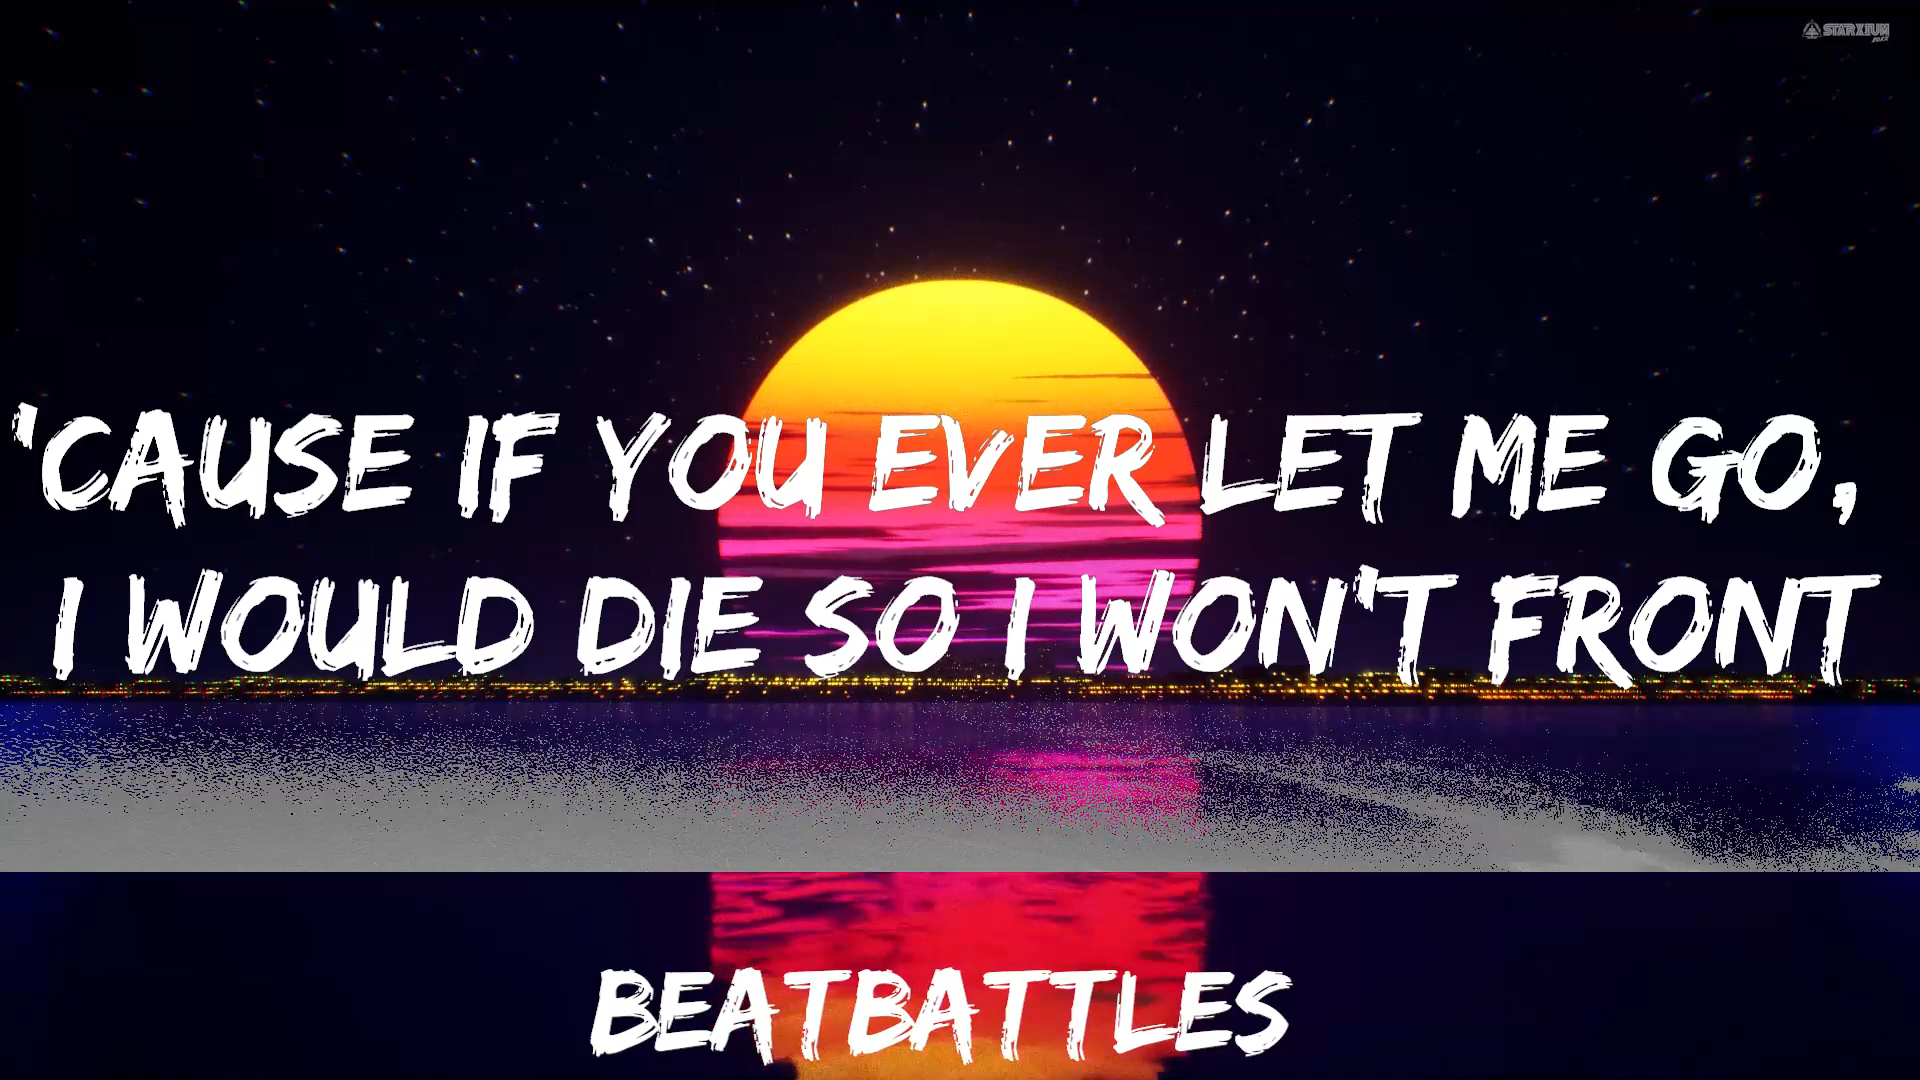 STARXIUM
'CAUSE IF YOU EVER LET ME GO,
I WOULD DIE SO I WON'T FRONT
BEATBATTLES